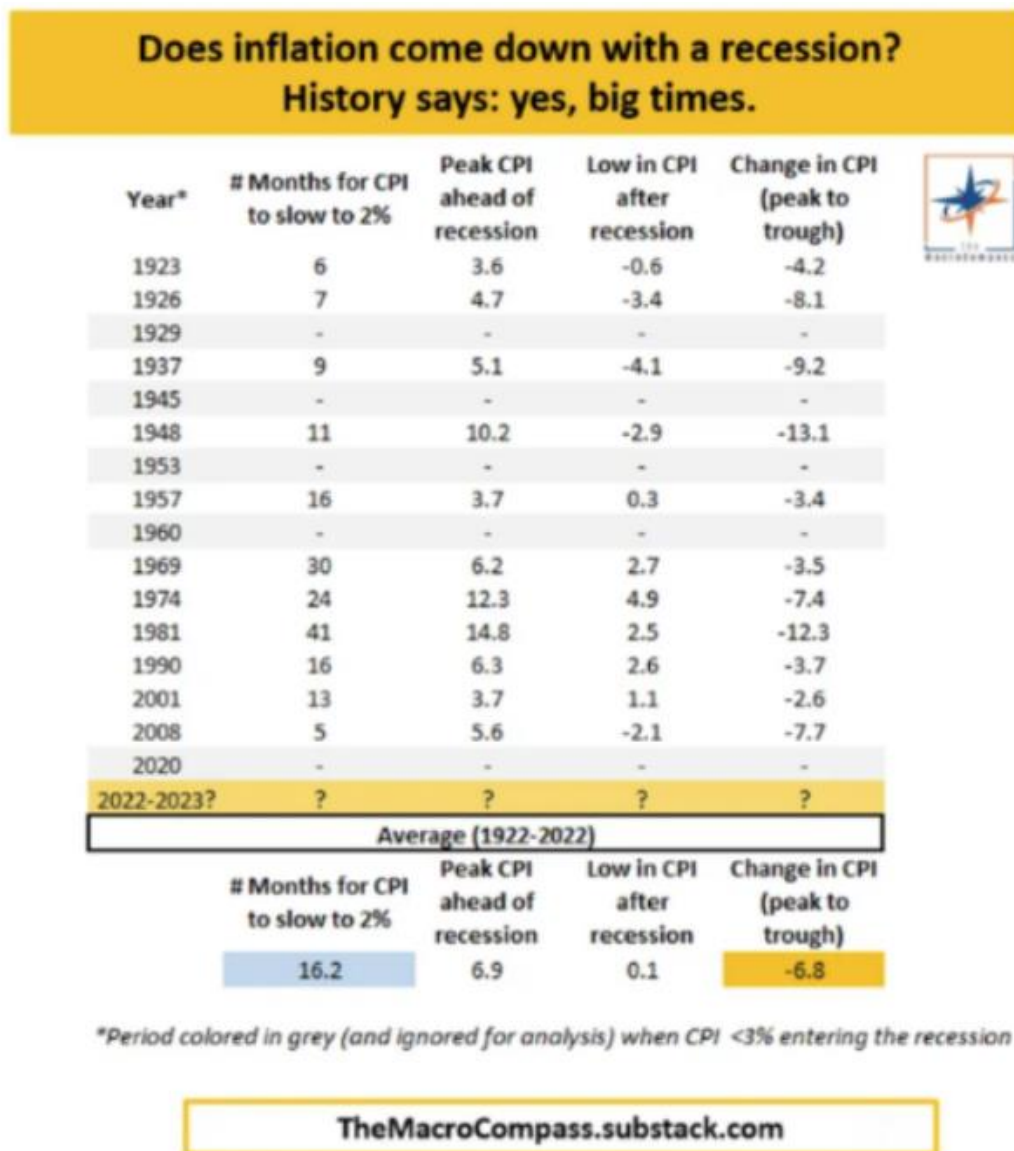 Does inflation come down with a recession?
History says: yes, big times.
Year* # Months for CPI to slow to 2% Peak CPI ahead of recession Low in CPI after recession Change in CPI (peak to trough)
1923 6 3.6 -0.6 -4.2
1926 7 4.7 -3.4 -8.1
1929 - - - -
1937 9 5.1 -4.1 -9.2
1945 - - - -
1948 11 10.2 -2.9 -13.1
1953 - - - -
1957 16 3.7 0.3 -3.4
1960 - - - -
1969 30 6.2 2.7 -3.5
1974 24 12.3 4.9 -7.4
1981 41 14.8 2.5 -12.3
1990 16 6.3 2.6 -3.7
2001 13 3.7 1.1 -2.6
2008 5 5.6 -2.1 -7.7
2020 - - - -
2022-2023? ? ? ? ?
Average (1922-2022)
# Months for CPI to slow to 2% Peak CPI ahead of recession Low in CPI after recession Change in CPI (peak to trough)
16.2 6.9 0.1 -6.8
*Period colored in grey (and ignored for analysis) when CPI <3% entering the recession
TheMacroCompass.substack.com